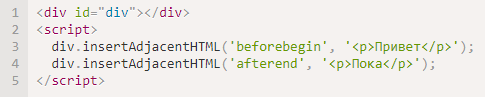 1 <div id="div"></div>
2 <script>
3   div.insertAdjacentHTML('beforebegin', '<p>Привет</p>');
4   div.insertAdjacentHTML('afterend', '<p>Пока</p>');
5 </script>